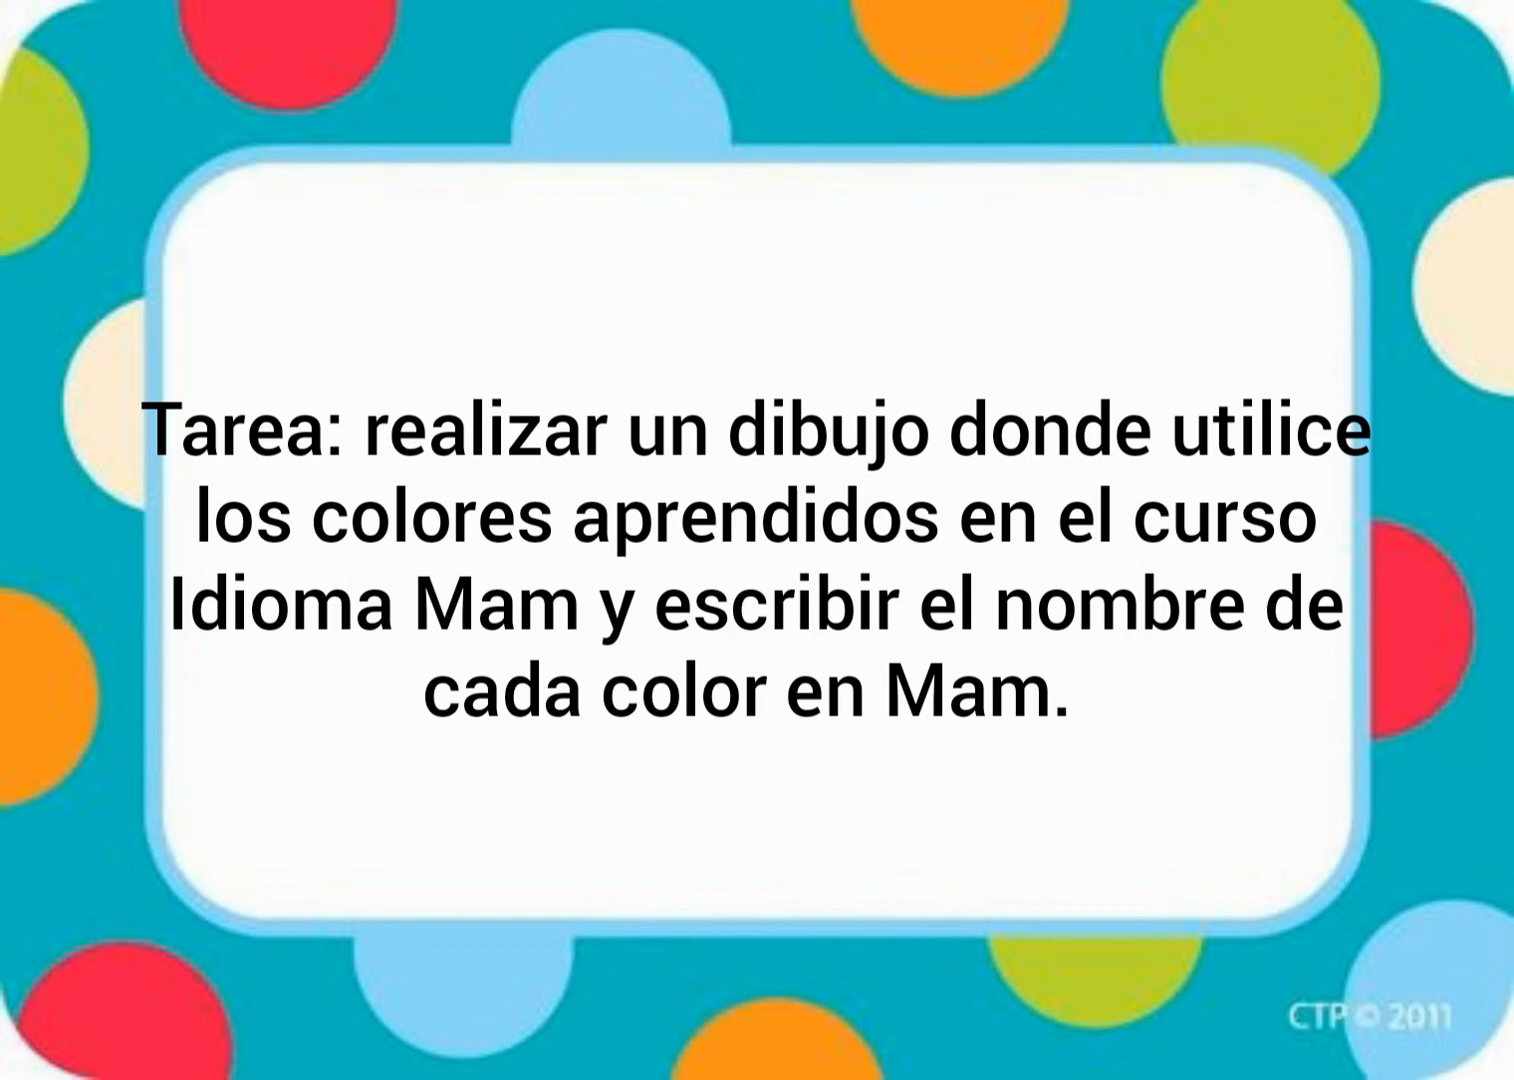 Tarea: realizar un dibujo donde utilice
los colores aprendidos en el curso
Idioma Mam y escribir el nombre de
cada color en Mam.
CTP © 2011